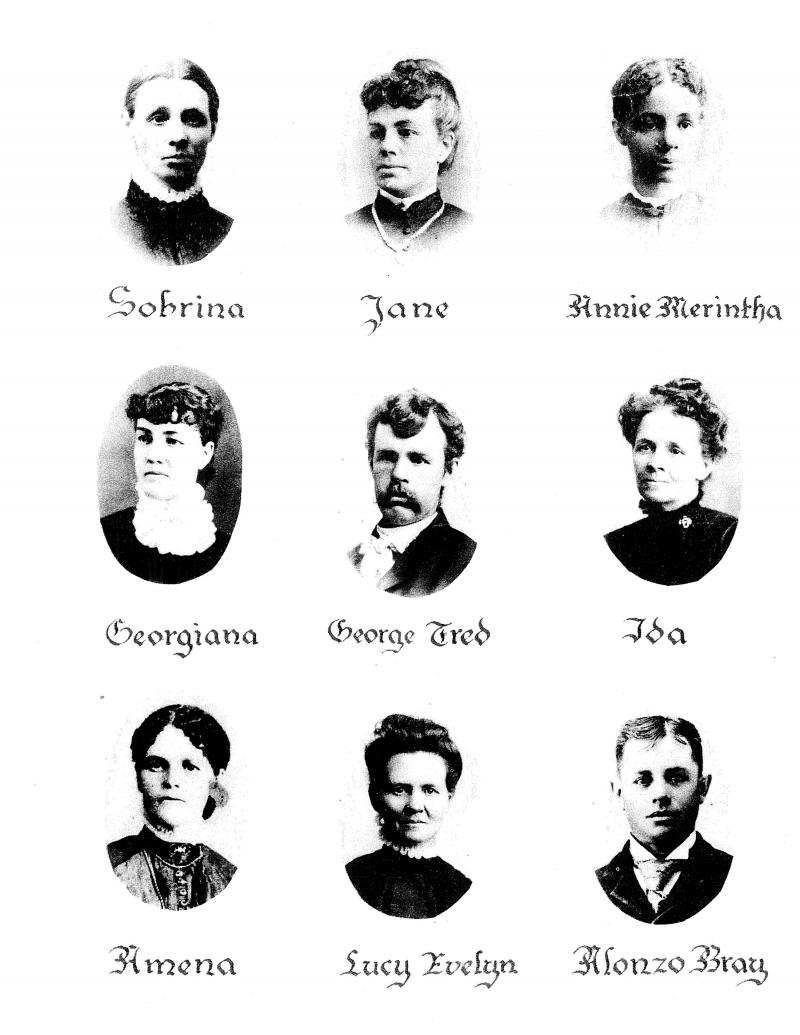 Sobrina Jane Annie Merintha
Georgiana George Fred Ida
Amena Lucy Evelyn Alonzo Bray